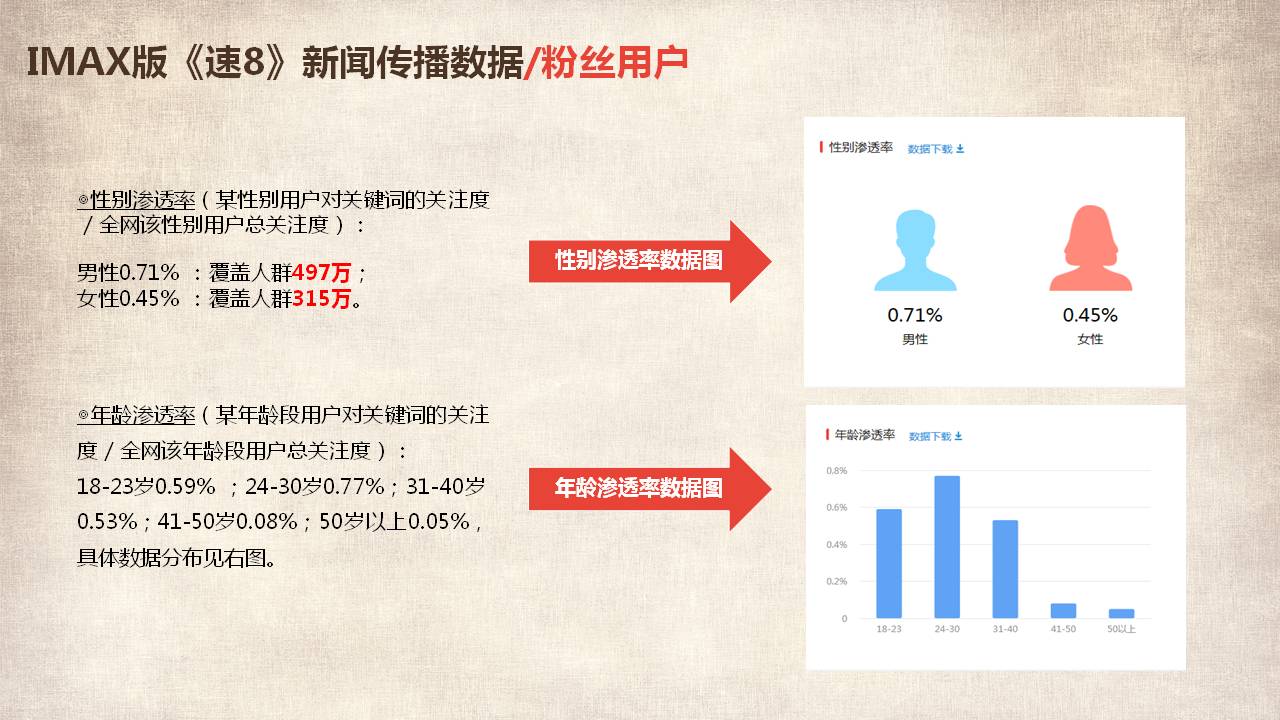 IMAX版《速8》新闻传播数据/粉丝用户
◎性别渗透率（某性别用户对关键词的关注度
/ 全网该性别用户总关注度）：
男性0.71% ：覆盖人群497万；
女性0.45% ：覆盖人群315万。
性别渗透率数据图
性别渗透率 数据下载
0.71% 0.45%
男性 女性
◎年龄渗透率（某年龄段用户对关键词的关注
度 / 全网该年龄段用户总关注度）：
18-23岁0.59% ；24-30岁0.77%；31-40岁
0.53%；41-50岁0.08%；50岁以上0.05%，
具体数据分布见右图。
年龄渗透率数据图
年龄渗透率 数据下载
0.8%
0.6%
0.4%
0.2%
0
18-23 24-30 31-40 41-50 50以上